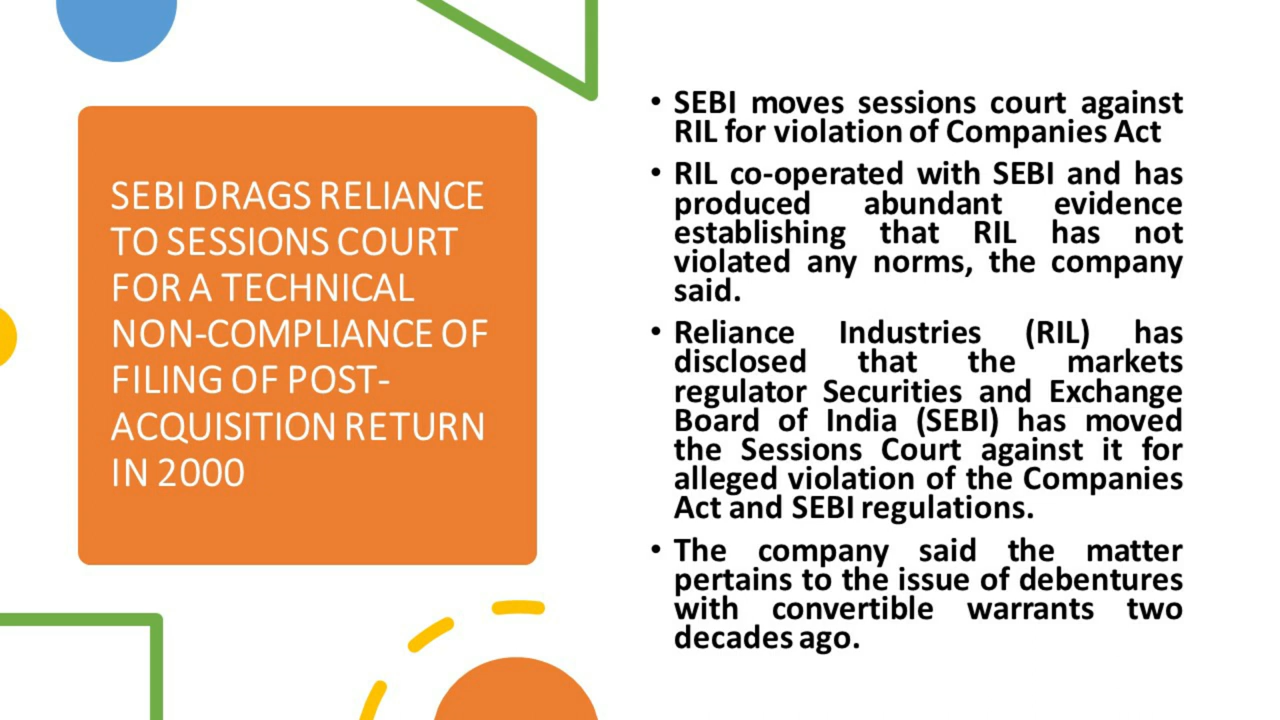 SEBI DRAGS RELIANCE
TO SESSIONS COURT
FOR A TECHNICAL
NON-COMPLIANCE OF
FILING OF POST-
ACQUISITION RETURN
IN 2000
• SEBI moves sessions court against
RIL for violation of Companies Act
• RIL co-operated with SEBI and has
produced abundant evidence
establishing that RIL has not
violated any norms, the company
said.
• Reliance Industries (RIL) has
disclosed that the markets
regulator Securities and Exchange
Board of India (SEBI) has moved
the Sessions Court against it for
alleged violation of the Companies
Act and SEBI regulations.
• The company said the matter
pertains to the issue of debentures
with convertible warrants two
decades ago.